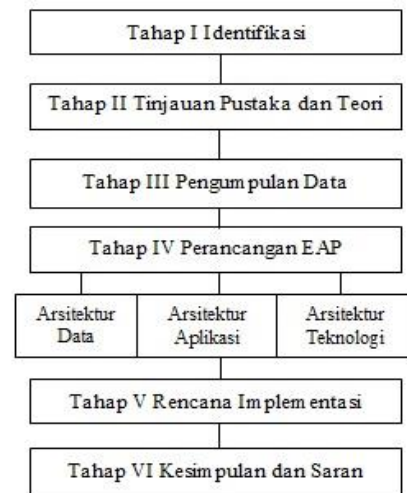 Tahap I Identifikasi
Tahap II Tinjauan Pustaka dan Teori
Tahap III Pengumpulan Data
Tahap IV Perancangan EAP
Arsitektur
Data
Arsitektur
Aplikasi
Arsitektur
Teknologi
Tahap V Rencana Implementasi
Tahap VI Kesimpulan dan Saran